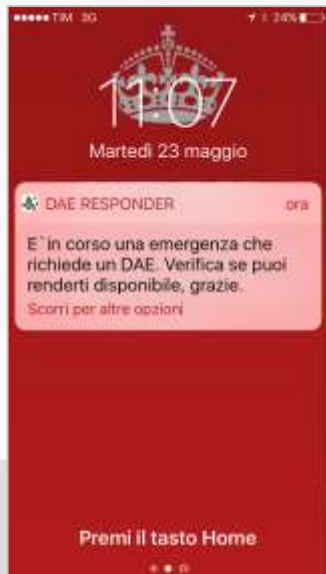 TIM 3G 24%
11:07
Martedì 23 maggio
DAE RESPONDER ora
E` in corso una emergenza che
richiede un DAE. Verifica se puoi
renderti disponibile, grazie.
Scorri per altre opzioni
Premi il tasto Home